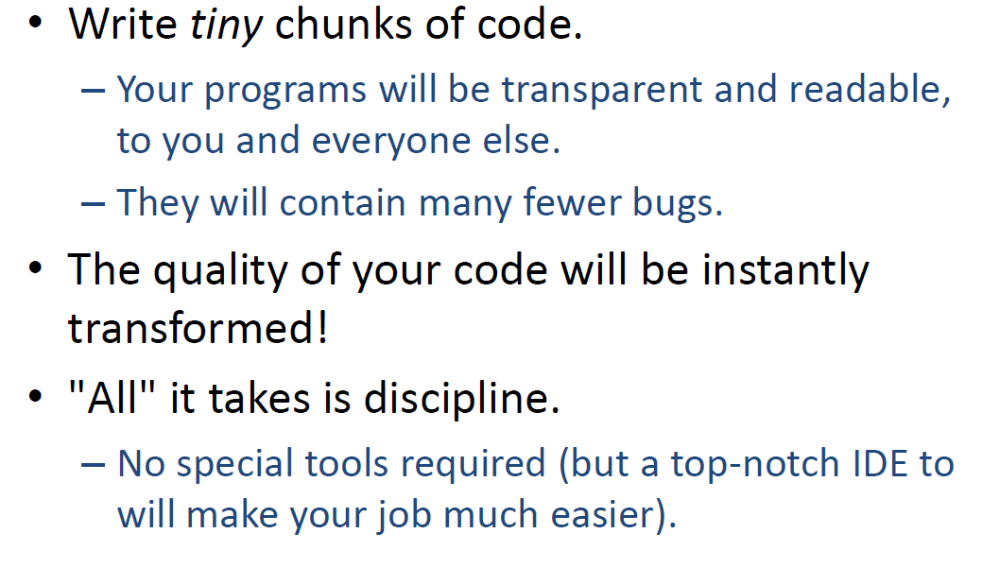 • Write tiny chunks of code.
– Your programs will be transparent and readable,
to you and everyone else.
– They will contain many fewer bugs.
• The quality of your code will be instantly
transformed!
• "All" it takes is discipline.
– No special tools required (but a top-notch IDE to
will make your job much easier).